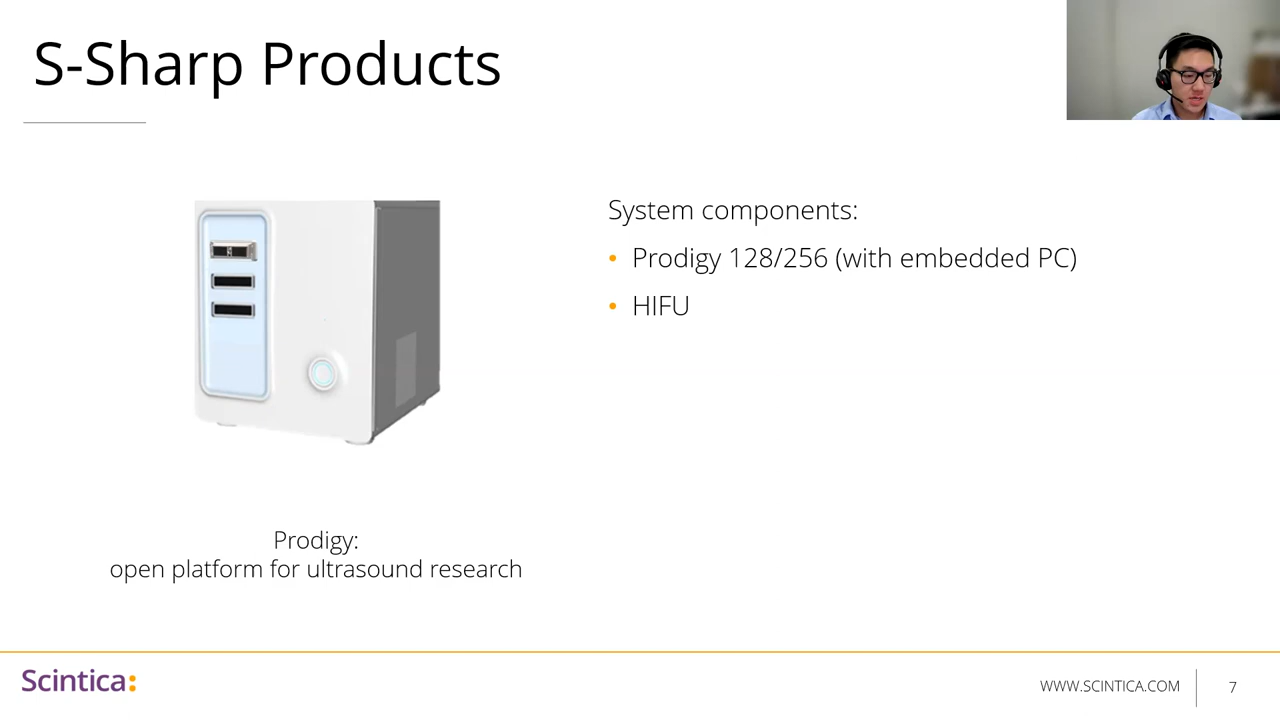 S-Sharp Products
System components:
• Prodigy 128/256 (with embedded PC)
• HIFU
Prodigy:
open platform for ultrasound research
Scintica:
WWW.SCINTICA.COM
7